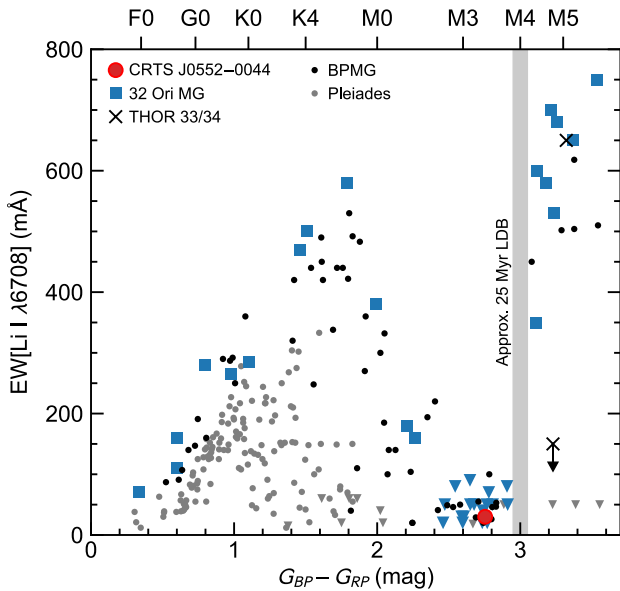 F0 G0 K0 K4 M0 M3 M4 M5
CRTS J0552−0044
32 Ori MG
THOR 33/34
BPMG
Pleiades
800
600
400
200
0
EW[Li I λ6708] (mÅ)
Approx. 25 Myr LDB
0 1 2 3
G_BP − G_RP (mag)